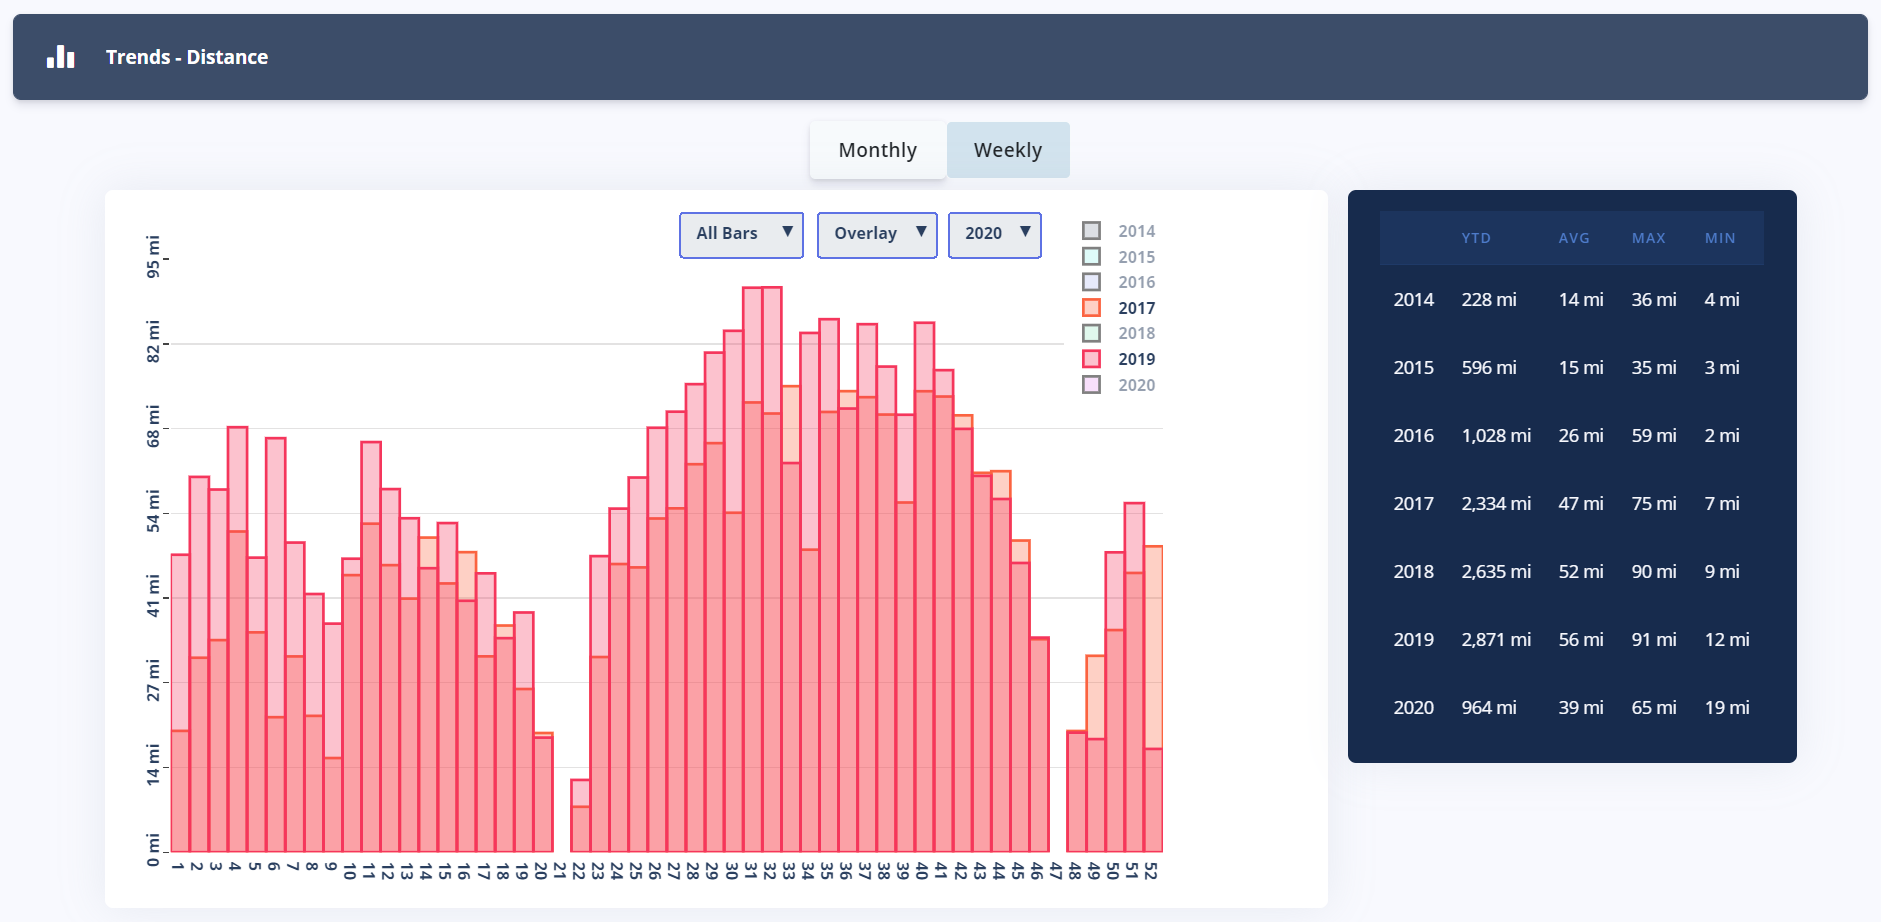 Trends - Distance
Monthly
Weekly
All Bars ▼
Overlay ▼
2020 ▼
2014
2015
2016
2017
2018
2019
2020
95 mi
82 mi
68 mi
54 mi
41 mi
27 mi
14 mi
0 mi
1 2 3 4 5 6 7 8 9 10 11 12 13 14 15 16 17 18 19 20 21 22 23 24 25 26 27 28 29 30 31 32 33 34 35 36 37 38 39 40 41 42 43 44 45 46 47 48 49 50 51 52
YTD AVG MAX MIN
2014 228 mi 14 mi 36 mi 4 mi
2015 596 mi 15 mi 35 mi 3 mi
2016 1,028 mi 26 mi 59 mi 2 mi
2017 2,334 mi 47 mi 75 mi 7 mi
2018 2,635 mi 52 mi 90 mi 9 mi
2019 2,871 mi 56 mi 91 mi 12 mi
2020 964 mi 39 mi 65 mi 19 mi